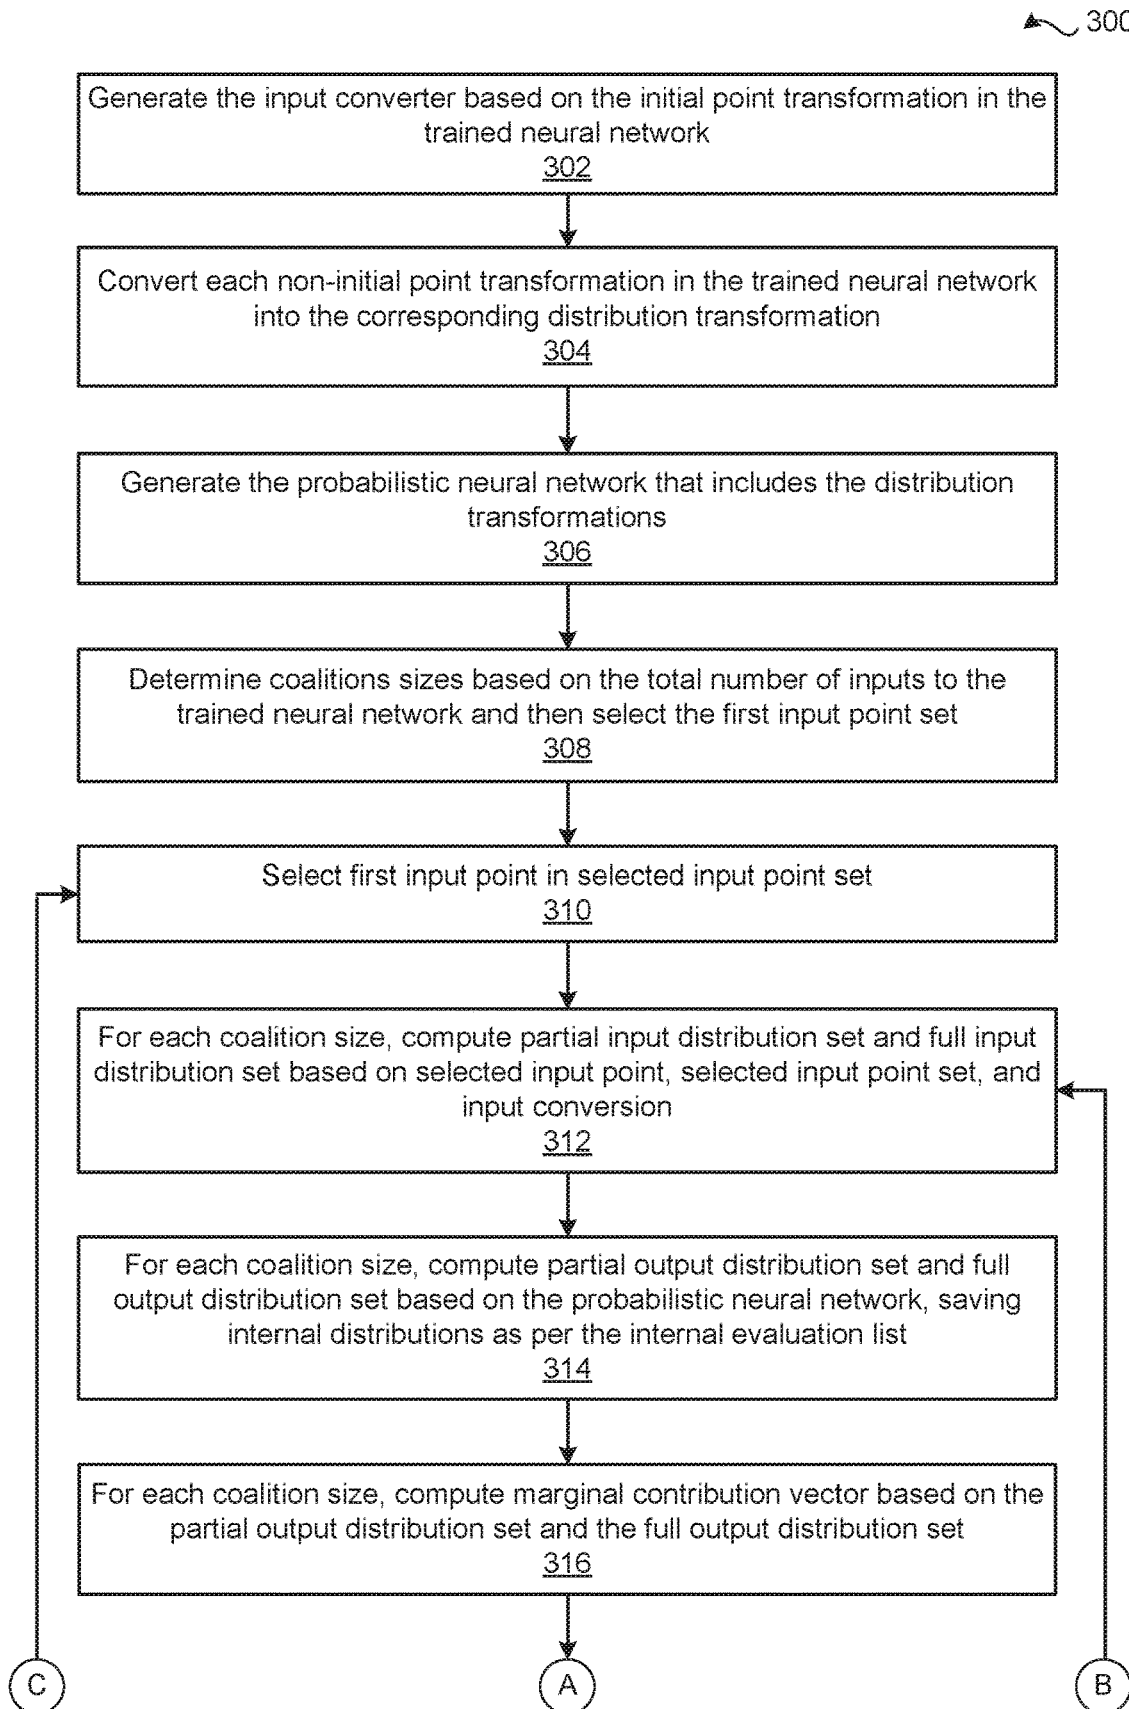 300
Generate the input converter based on the initial point transformation in the
trained neural network
302
Convert each non-initial point transformation in the trained neural network
into the corresponding distribution transformation
304
Generate the probabilistic neural network that includes the distribution
transformations
306
Determine coalitions sizes based on the total number of inputs to the
trained neural network and then select the first input point set
308
Select first input point in selected input point set
310
For each coalition size, compute partial input distribution set and full input
distribution set based on selected input point, selected input point set, and
input conversion
312
For each coalition size, compute partial output distribution set and full
output distribution set based on the probabilistic neural network, saving
internal distributions as per the internal evaluation list
314
For each coalition size, compute marginal contribution vector based on the
partial output distribution set and the full output distribution set
316
C
A
B